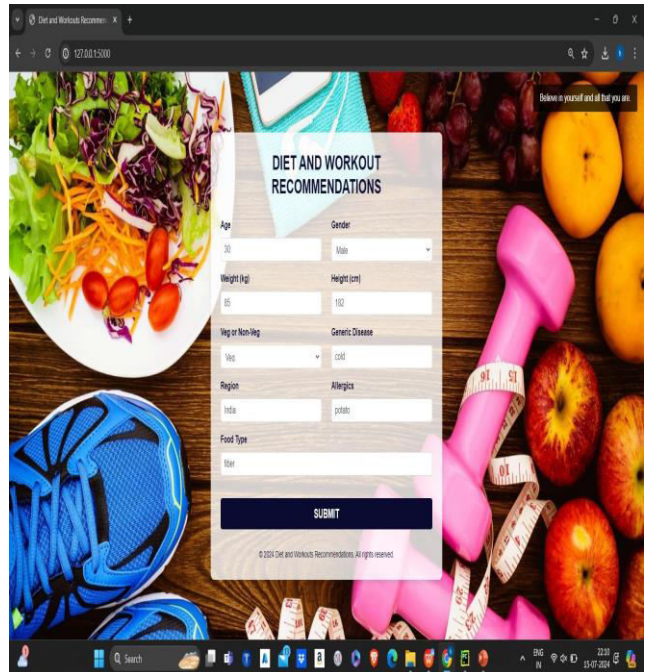 Diet and Workouts Recommen
127.0.0.1:5000
Believe in yourself and all that you are.
DIET AND WORKOUT
RECOMMENDATIONS
Age
Gender
30
Male
Weight (kg)
Height (cm)
85
182
Veg or Non-Veg
Generic Disease
Veg
cold
Region
Allergics
India
potato
Food Type
fiber
SUBMIT
© 2024 Diet and Workouts Recommendations. All rights reserved.
Search
ENG
22:10
15-07-2024